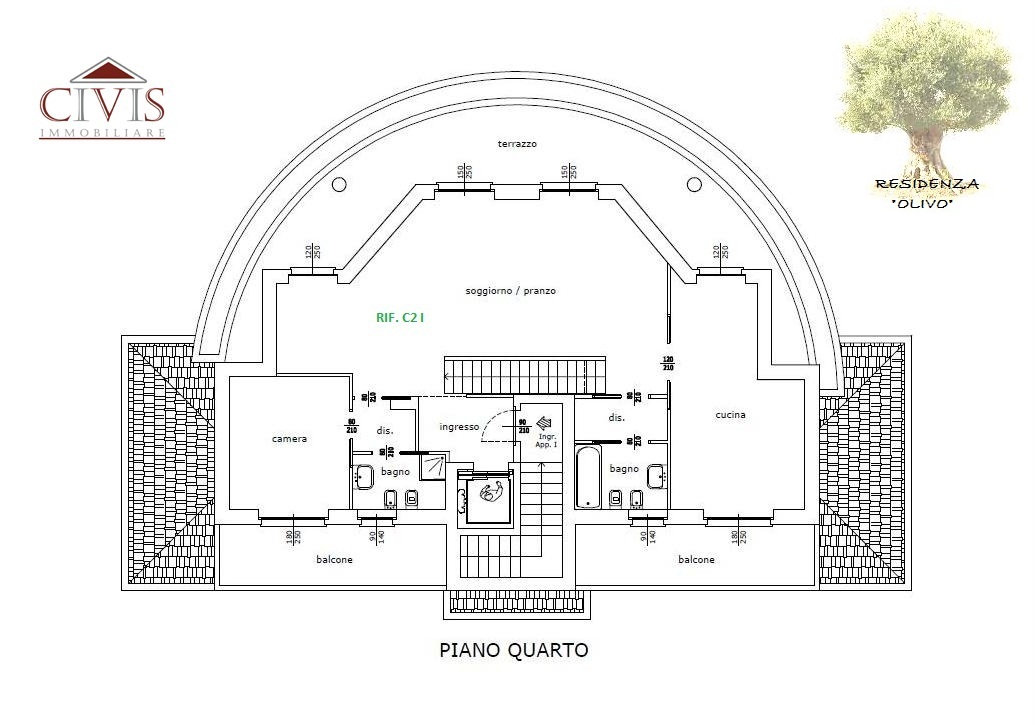 CIVIS
IMMOBILIARE
RESIDENZA
"OLIVO"
terrazzo
150
250
150
250
120
250
120
250
soggiorno / pranzo
RIF. C2 I
120
210
80
210
80
210
80
210
dis.
ingresso
90
210
Ingr.
App. I
dis.
80
210
cucina
camera
80
210
bagno
bagno
180
250
90
140
90
140
180
250
balcone
balcone
PIANO QUARTO